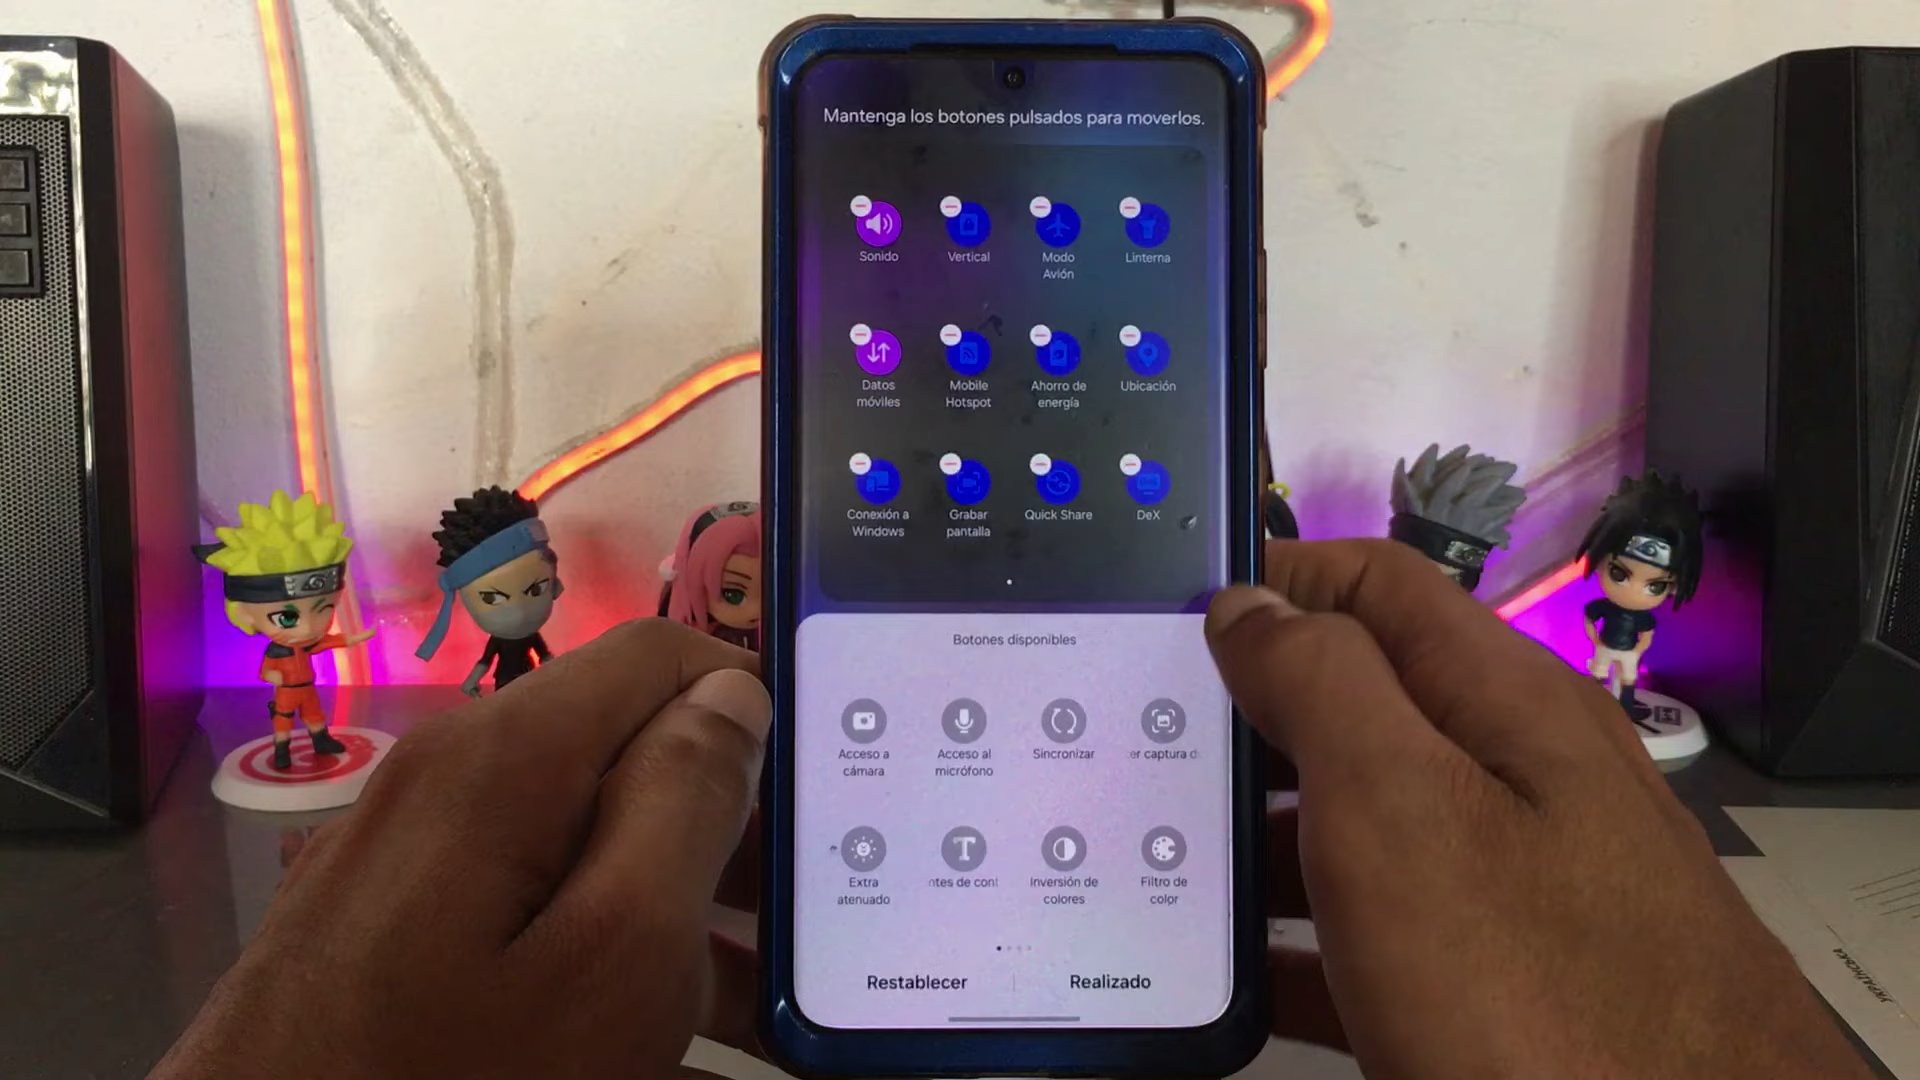 Mantenga los botones pulsados para moverlos.
Sonido
Vertical
Modo
Avión
Linterna
Datos
móviles
Mobile
Hotspot
Ahorro de
energía
Ubicación
Conexión a
Windows
Grabar
pantalla
Quick Share
DeX
Botones disponibles
Acceso a
cámara
Acceso al
micrófono
Sincronizar
er captura d
Extra
atenuado
ntes de cont
Inversión de
colores
Filtro de
color
Restablecer
Realizado
УКРАЇНСЬКА